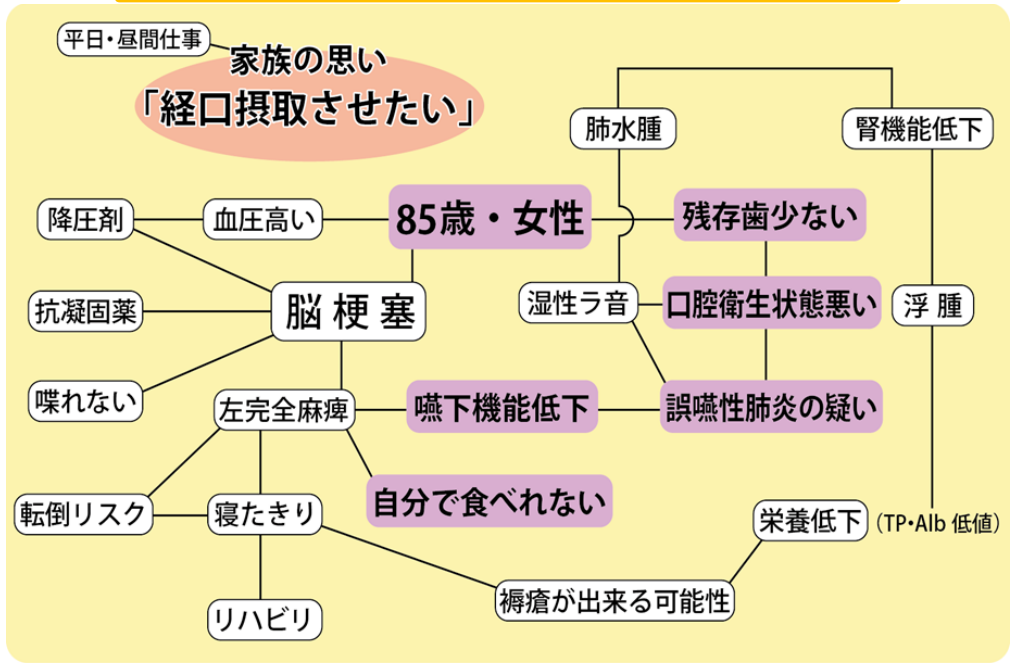 平日・昼間仕事
家族の思い
「経口摂取させたい」
肺水腫
腎機能低下
降圧剤
血圧高い
85歳・女性
残存歯少ない
抗凝固薬
脳梗塞
湿性ラ音
口腔衛生状態悪い
浮腫
喋れない
左完全麻痺
嚥下機能低下
誤嚥性肺炎の疑い
自分で食べれない
転倒リスク
寝たきり
栄養低下
（TP・Alb 低値）
褥瘡が出来る可能性
リハビリ